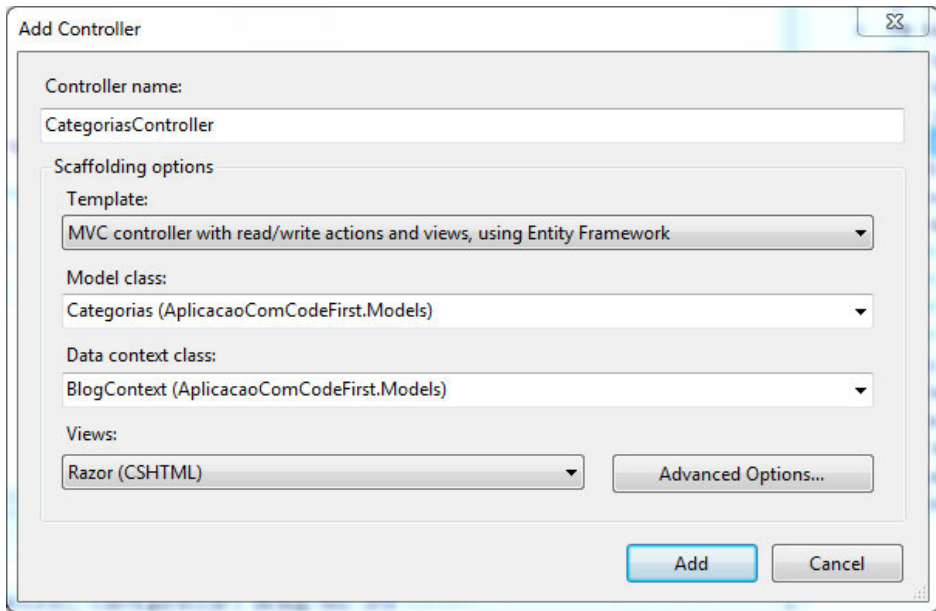 Add Controller
Controller name:
CategoriasController
Scaffolding options
Template:
MVC controller with read/write actions and views, using Entity Framework
Model class:
Categorias (AplicacaoComCodeFirst.Models)
Data context class:
BlogContext (AplicacaoComCodeFirst.Models)
Views:
Razor (CSHTML)
Advanced Options...
Add
Cancel